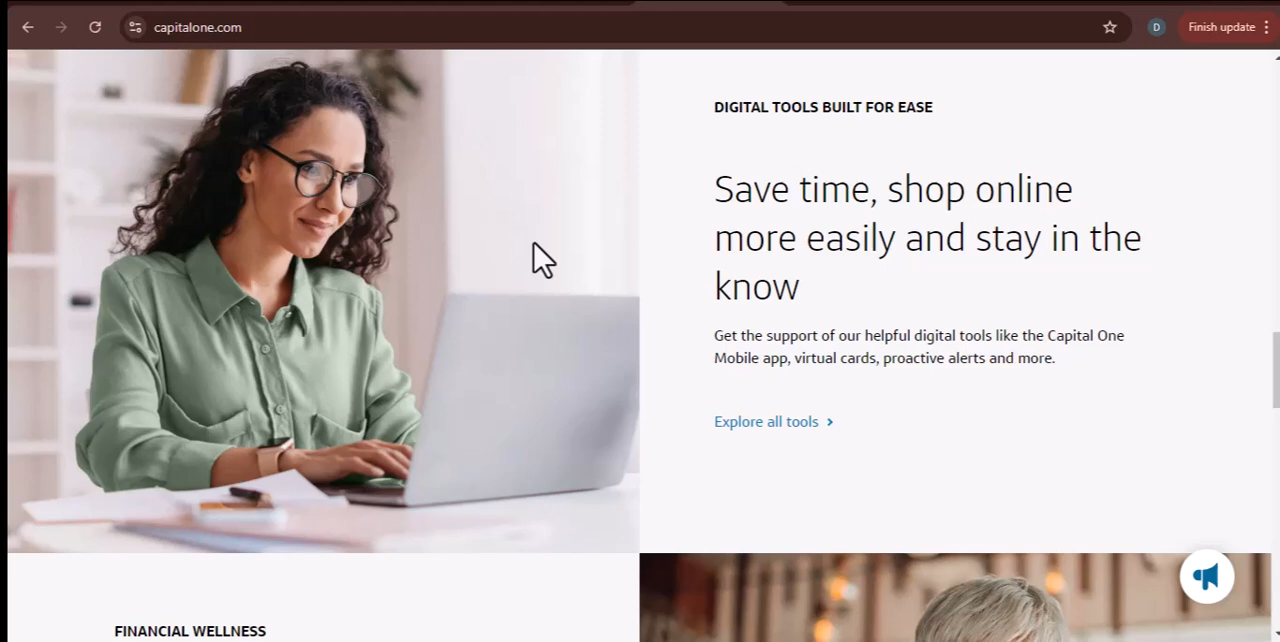 capitalone.com
D
Finish update
DIGITAL TOOLS BUILT FOR EASE
Save time, shop online
more easily and stay in the
know
Get the support of our helpful digital tools like the Capital One
Mobile app, virtual cards, proactive alerts and more.
Explore all tools
FINANCIAL WELLNESS